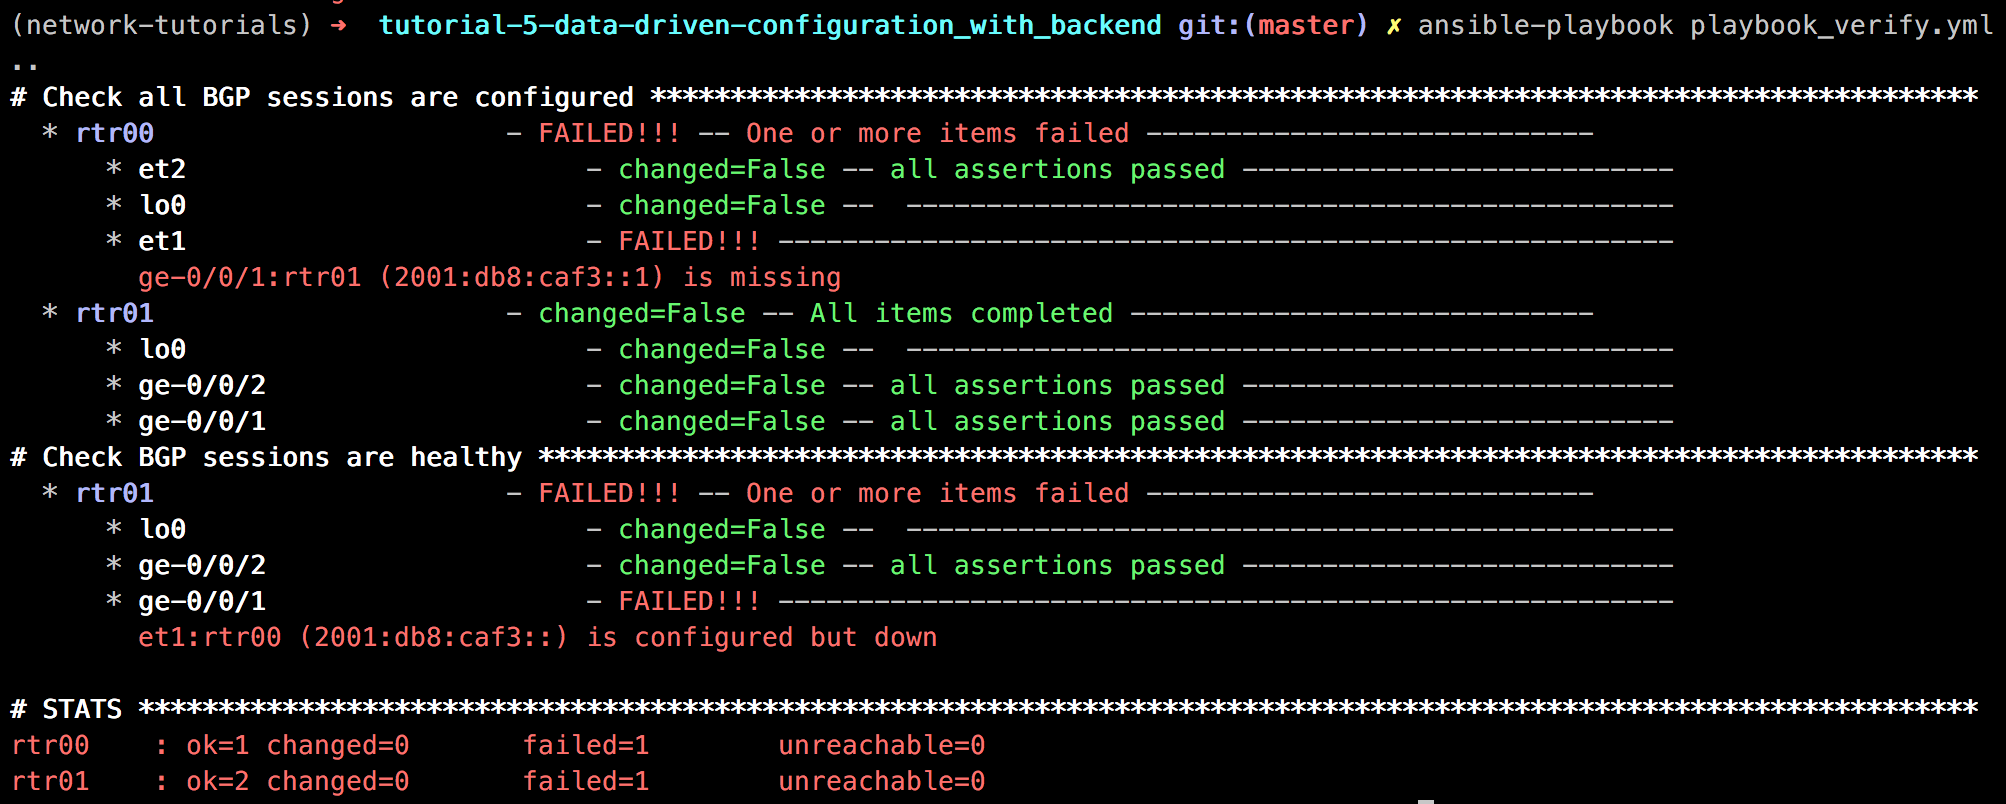 (network-tutorials) ➜  tutorial-5-data-driven-configuration_with_backend git:(master) ✗ ansible-playbook playbook_verify.yml
..
# Check all BGP sessions are configured ***********************************************************************************
  * rtr00                      - FAILED!!! -- One or more items failed ----------------------------
      * et2                         - changed=False -- all assertions passed ---------------------------
      * lo0                         - changed=False --  ------------------------------------------------
      * et1                         - FAILED!!! --------------------------------------------------------
        ge-0/0/1:rtr01 (2001:db8:caf3::1) is missing
  * rtr01                      - changed=False -- All items completed -----------------------------
      * lo0                         - changed=False --  ------------------------------------------------
      * ge-0/0/2                    - changed=False -- all assertions passed ---------------------------
      * ge-0/0/1                    - changed=False -- all assertions passed ---------------------------
# Check BGP sessions are healthy ******************************************************************************************
  * rtr01                      - FAILED!!! -- One or more items failed ----------------------------
      * lo0                         - changed=False --  ------------------------------------------------
      * ge-0/0/2                    - changed=False -- all assertions passed ---------------------------
      * ge-0/0/1                    - FAILED!!! --------------------------------------------------------
        et1:rtr00 (2001:db8:caf3::) is configured but down
# STATS *******************************************************************************************************************
rtr00    : ok=1 changed=0       failed=1        unreachable=0
rtr01    : ok=2 changed=0       failed=1        unreachable=0